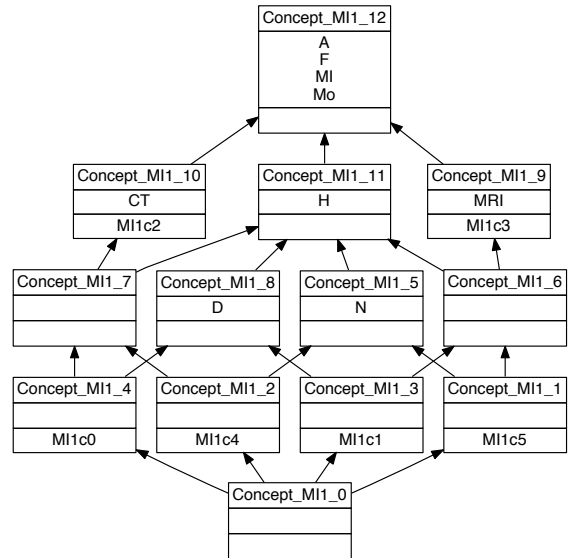 Concept_MI1_12
A
F
MI
Mo
Concept_MI1_10
CT
MI1c2
Concept_MI1_11
H
Concept_MI1_9
MRI
MI1c3
Concept_MI1_7
Concept_MI1_8
D
Concept_MI1_5
N
Concept_MI1_6
Concept_MI1_4
MI1c0
Concept_MI1_2
MI1c4
Concept_MI1_3
MI1c1
Concept_MI1_1
MI1c5
Concept_MI1_0